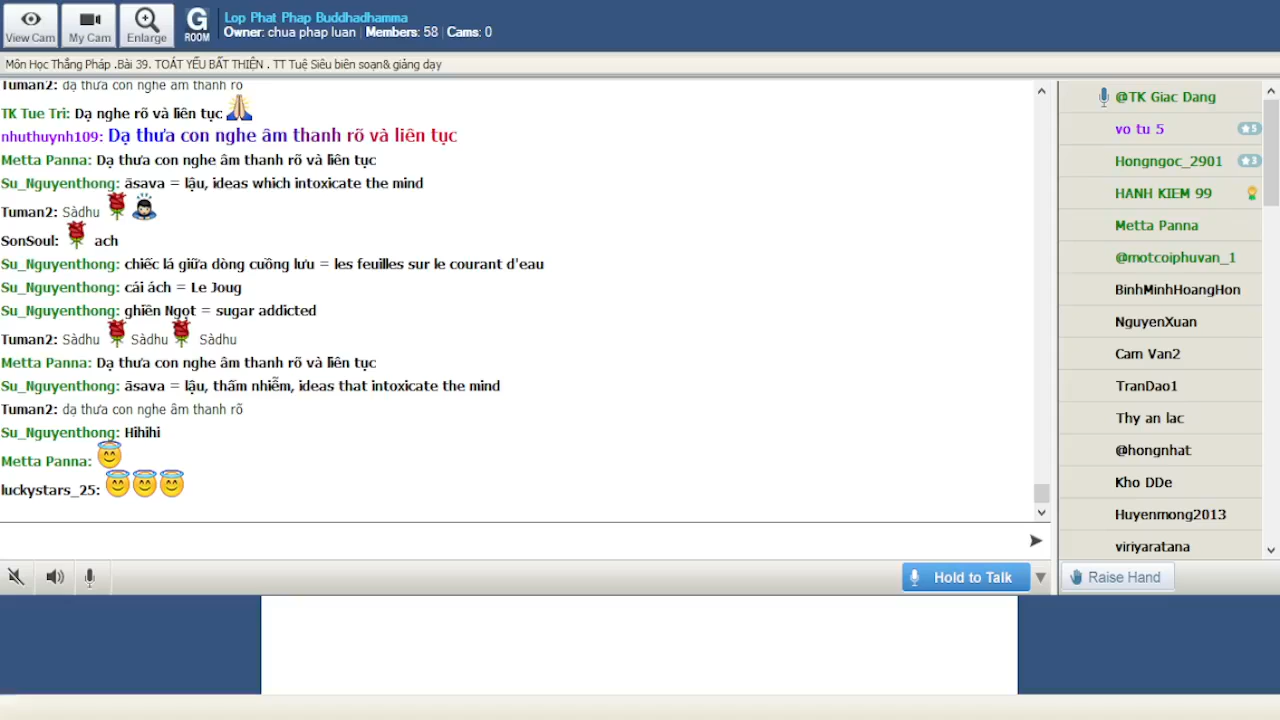 View Cam
My Cam
Enlarge
G
ROOM
Lop Phat Phap Buddhadhamma
Owner: chua phap luan Members: 58 Cams: 0
Môn Học Thắng Pháp .Bài 39. TOÁT YẾU BẤT THIỆN . TT Tuệ Siêu biên soạn& giảng dạy
Tuman2: dạ thưa con nghe âm thanh rõ
TK Tue Tri: Dạ nghe rõ và liên tục
nhuthuynh109: Dạ thưa con nghe âm thanh rõ và liên tục
Metta Panna: Dạ thưa con nghe âm thanh rõ và liên tục
Su_Nguyenthong: āsava = lậu, ideas which intoxicate the mind
Tuman2: Sàdhu
SonSoul: ach
Su_Nguyenthong: chiếc lá giữa dòng cuồng lưu = les feuilles sur le courant d'eau
Su_Nguyenthong: cái ách = Le Joug
Su_Nguyenthong: ghiền Ngọt = sugar addicted
Tuman2: Sàdhu Sàdhu Sàdhu
Metta Panna: Dạ thưa con nghe âm thanh rõ và liên tục
Su_Nguyenthong: āsava = lậu, thấm nhiễm, ideas that intoxicate the mind
Tuman2: dạ thưa con nghe âm thanh rõ
Su_Nguyenthong: Hihihi
Metta Panna:
luckystars_25:
@TK Giac Dang
vo tu 5
5
Hongngoc_2901
3
HANH KIEM 99
Metta Panna
@motcoiphuvan_1
BinhMinhHoangHon
NguyenXuan
Cam Van2
TranDao1
Thy an lac
@hongnhat
Kho DDe
Huyenmong2013
viriyaratana
Hold to Talk
Raise Hand